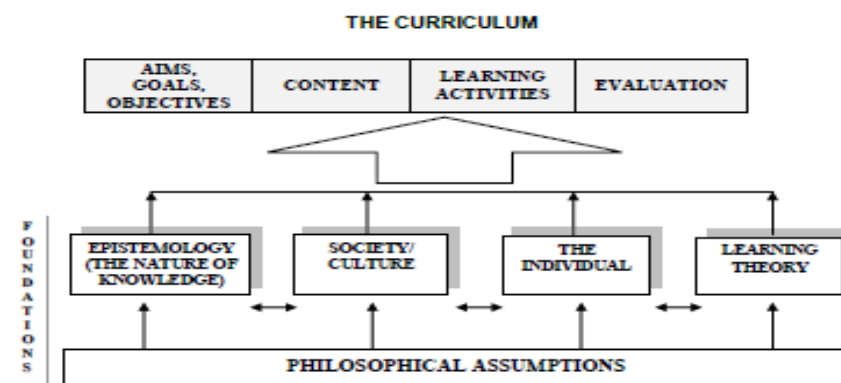 THE CURRICULUM
AIMS,
GOALS,
OBJECTIVES
CONTENT
LEARNING
ACTIVITIES
EVALUATION
FOUNDATIONS
EPISTEMOLOGY
(THE NATURE OF
KNOWLEDGE)
SOCIETY/
CULTURE
THE
INDIVIDUAL
LEARNING
THEORY
PHILOSOPHICAL ASSUMPTIONS